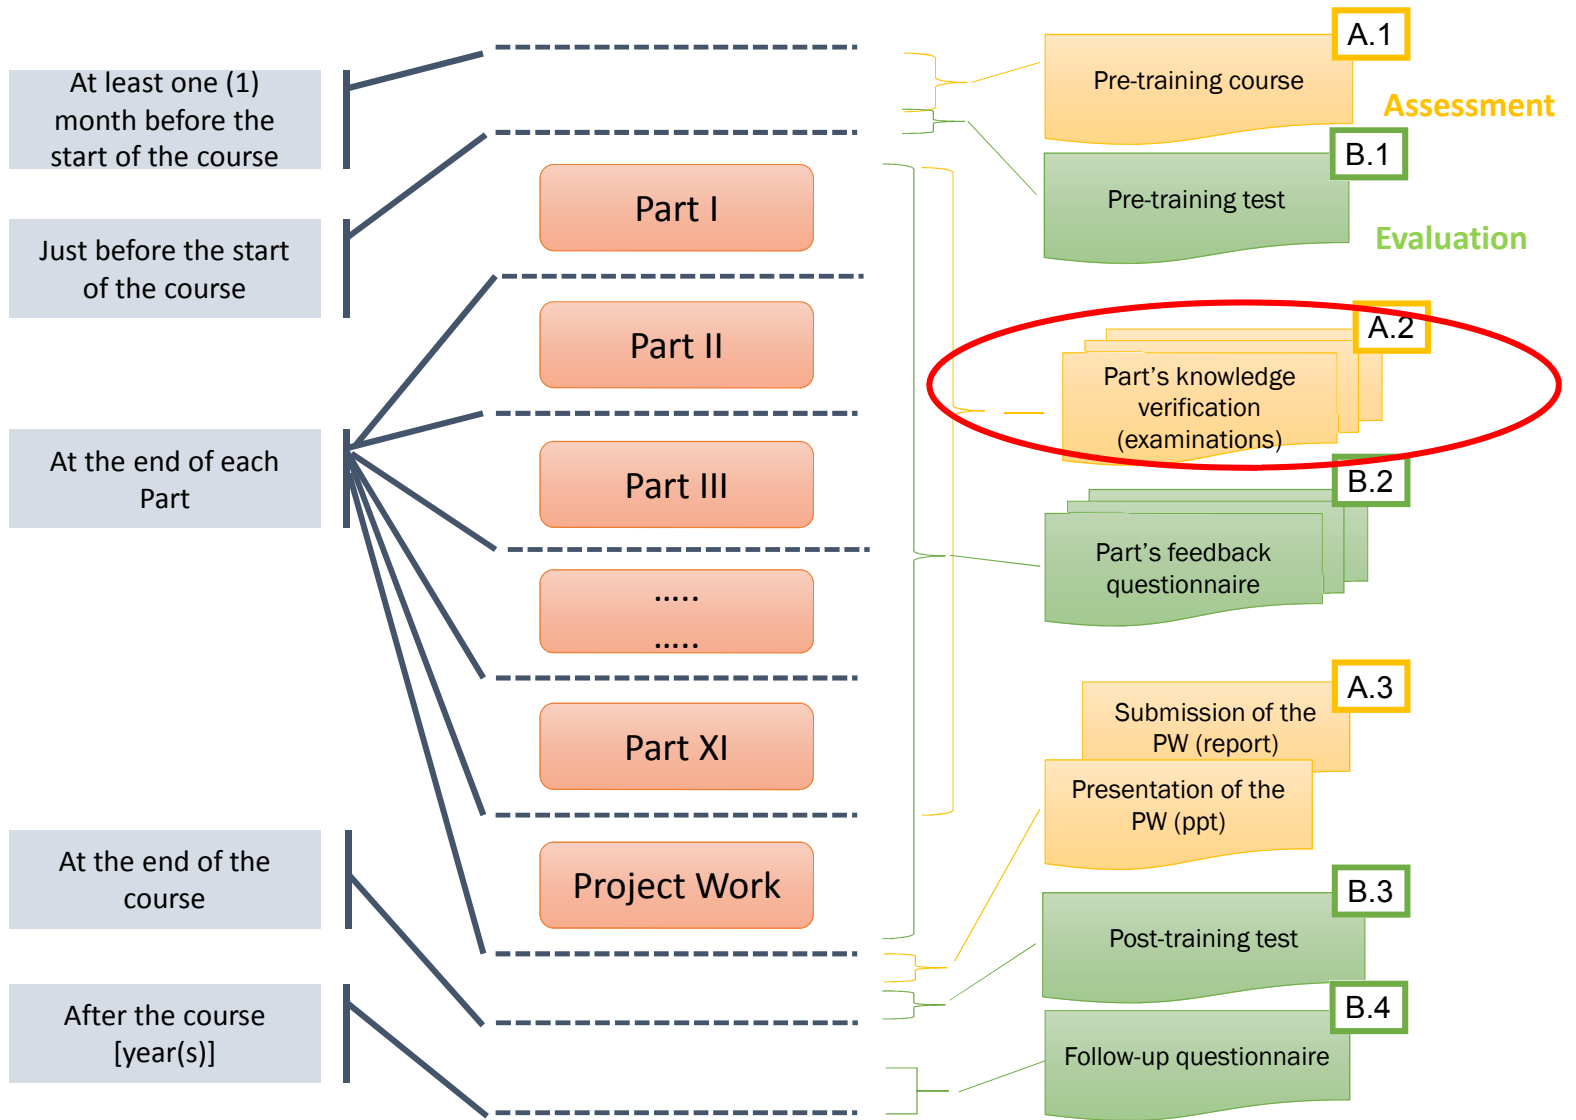 At least one (1)
month before the
start of the course
Just before the start
of the course
At the end of each
Part
At the end of the
course
After the course
[year(s)]
Part I
Part II
Part III
.....
.....
Part XI
Project Work
A.1
Pre-training course
Assessment
B.1
Pre-training test
Evaluation
A.2
Part’s knowledge
verification
(examinations)
B.2
Part’s feedback
questionnaire
A.3
Submission of the
PW (report)
Presentation of the
PW (ppt)
B.3
Post-training test
B.4
Follow-up questionnaire